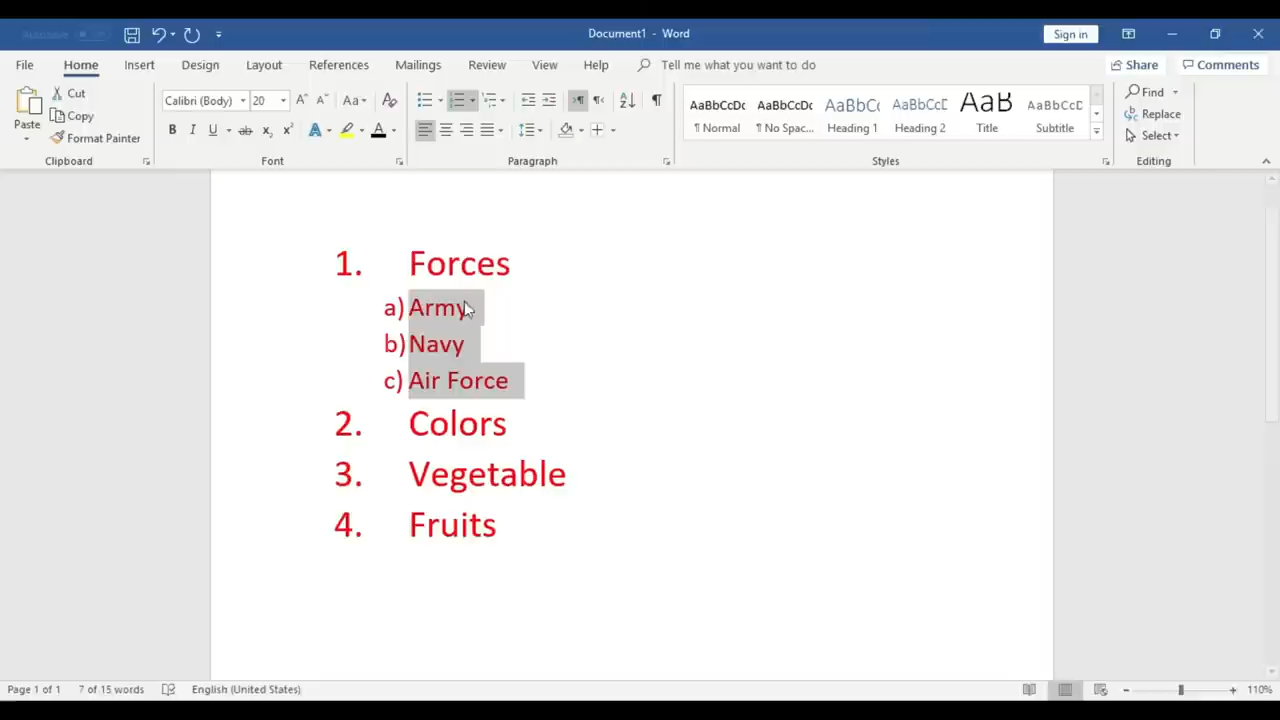 AutoSave
Document1 - Word
Sign in
File Home Insert Design Layout References Mailings Review View Help Tell me what you want to do Share Comments
Paste
Cut
Copy
Format Painter
Clipboard
Calibri (Body) 20
Font
Paragraph
AaBbCcDc AaBbCcDc AaBbCc AaBbCcD AaB AaBbCcD
¶ Normal ¶ No Spac... Heading 1 Heading 2 Title Subtitle
Styles
Find
Replace
Select
Editing
1. Forces
a) Army
b) Navy
c) Air Force
2. Colors
3. Vegetable
4. Fruits
Page 1 of 1 7 of 15 words English (United States) 110%